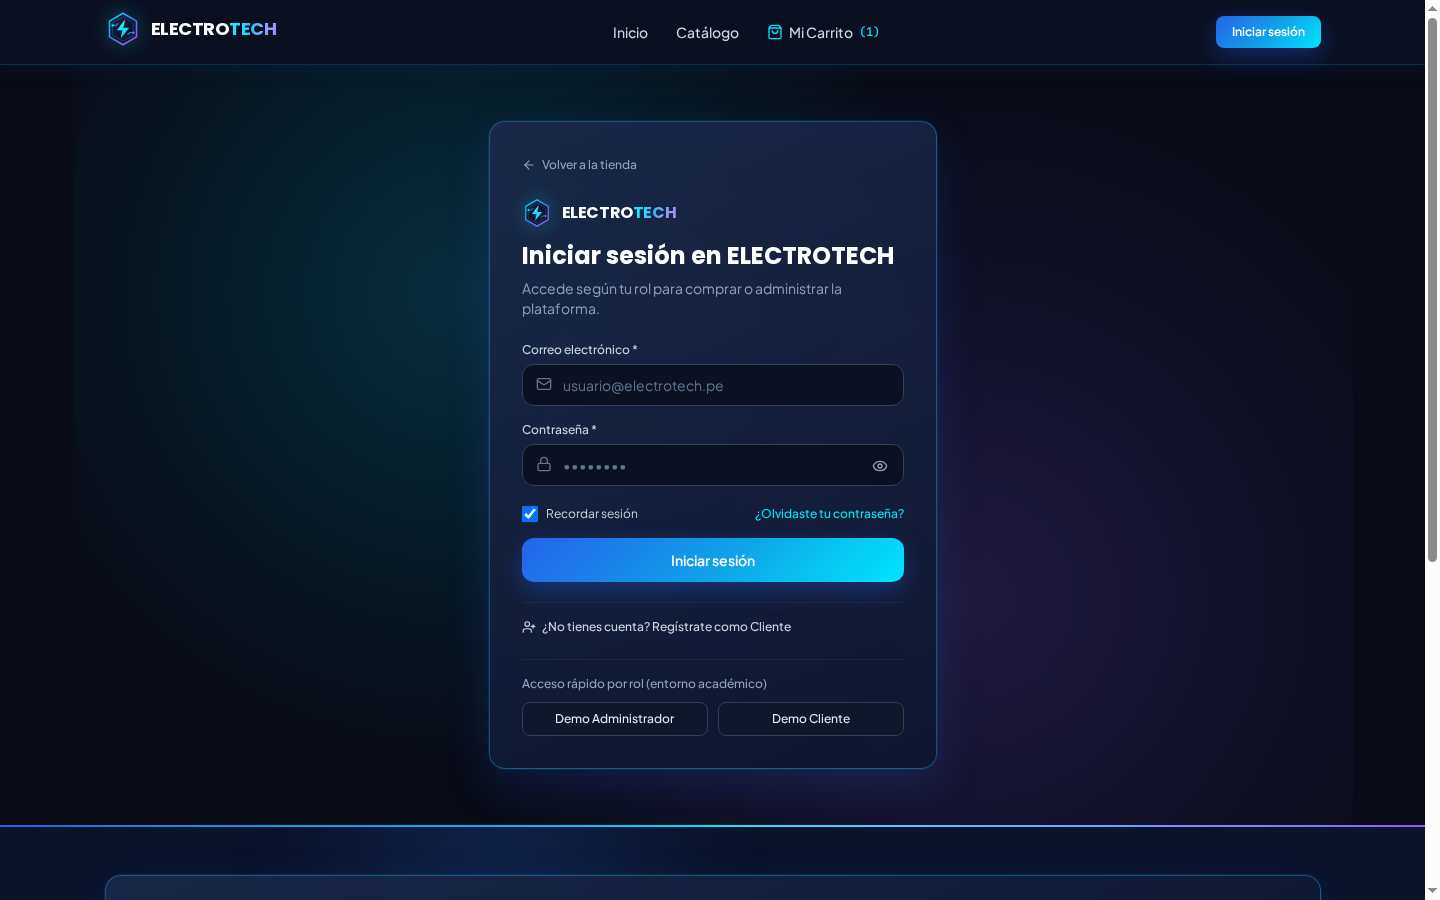 ELECTROTECH
Inicio
Catálogo
Mi Carrito (1)
Iniciar sesión
Volver a la tienda
ELECTROTECH
Iniciar sesión en ELECTROTECH
Accede según tu rol para comprar o administrar la
plataforma.
Correo electrónico *
usuario@electrotech.pe
Contraseña *
••••••••
Recordar sesión
¿Olvidaste tu contraseña?
Iniciar sesión
¿No tienes cuenta? Regístrate como Cliente
Acceso rápido por rol (entorno académico)
Demo Administrador
Demo Cliente